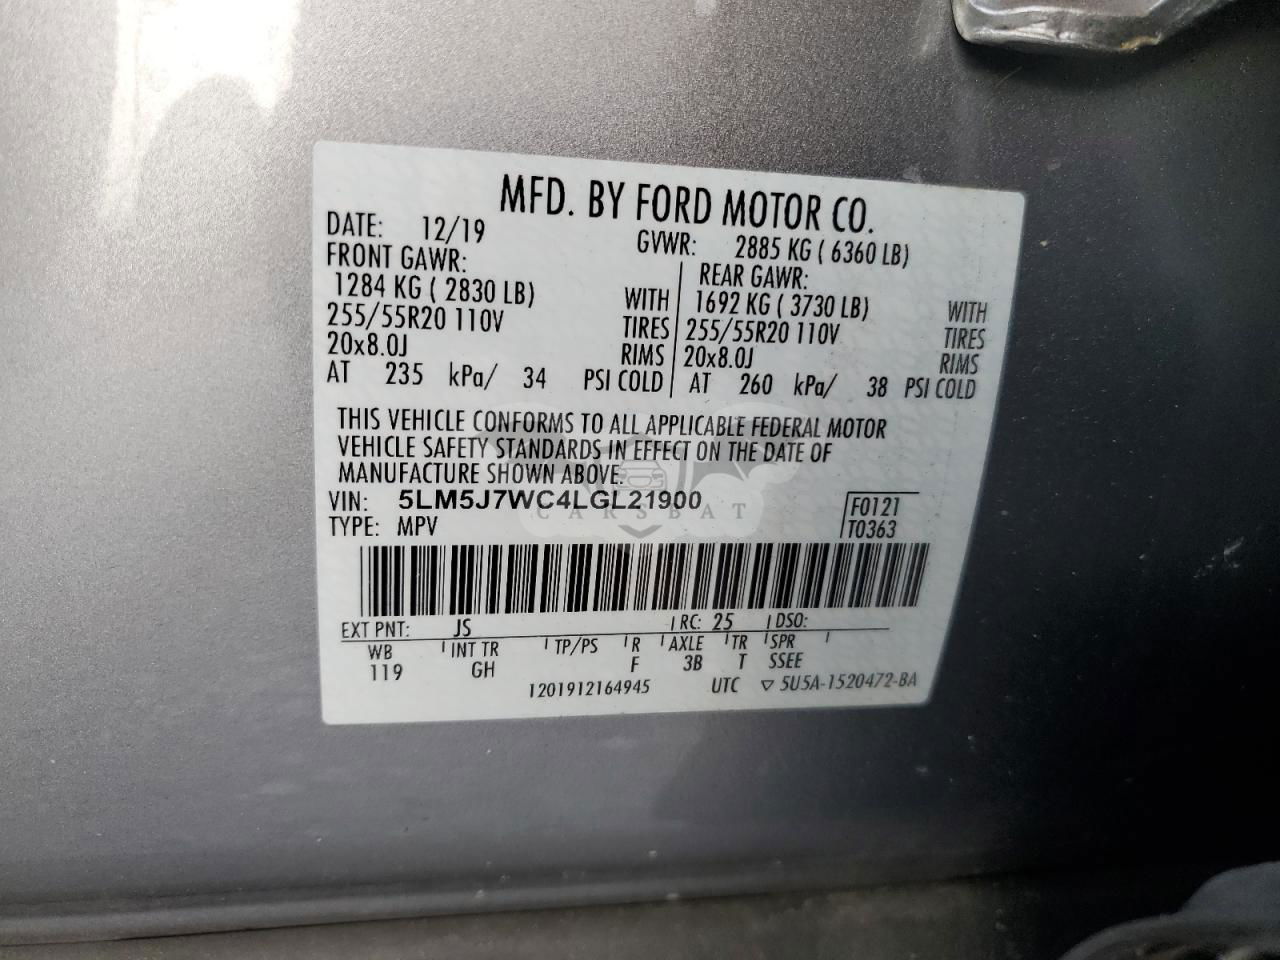 MFD. BY FORD MOTOR CO.
DATE: 12/19 GVWR: 2885 KG ( 6360 LB)
FRONT GAWR: REAR GAWR:
1284 KG ( 2830 LB) WITH 1692 KG ( 3730 LB) WITH
255/55R20 110V TIRES 255/55R20 110V TIRES
20x8.0J RIMS 20x8.0J RIMS
AT 235 kPa/ 34 PSI COLD AT 260 kPa/ 38 PSI COLD
THIS VEHICLE CONFORMS TO ALL APPLICABLE FEDERAL MOTOR
VEHICLE SAFETY STANDARDS IN EFFECT ON THE DATE OF
MANUFACTURE SHOWN ABOVE.
VIN: 5LM5J7WC4LGL21900 F0121
CARSBAT
TYPE: MPV T0363
EXT PNT: JS RC: 25 DSO:
WB INT TR TP/PS R AXLE TR SPR
119 GH F 3B T SSEE
1201912164945 UTC ▽ 5U5A-1520472-BA